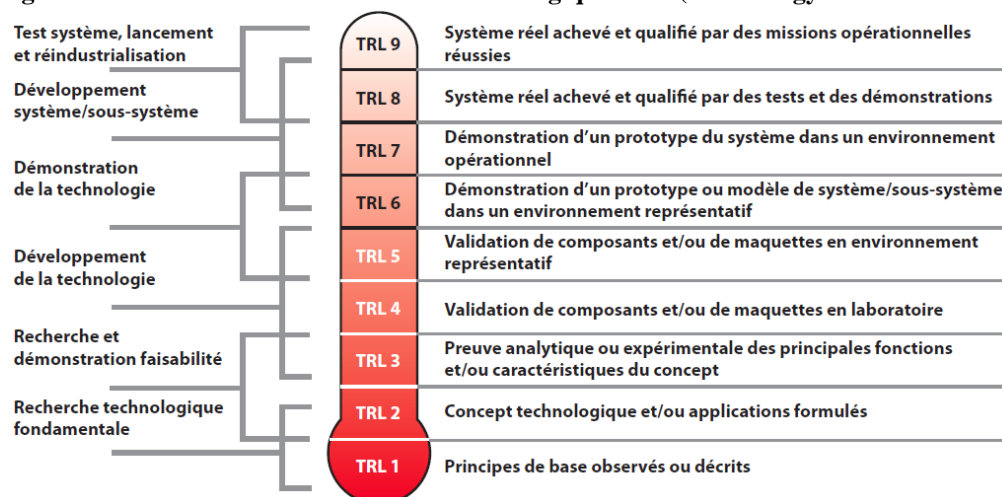 Test système, lancement
et réindustrialisation
Développement
système/sous-système
Démonstration
de la technologie
Développement
de la technologie
Recherche et
démonstration faisabilité
Recherche technologique
fondamentale
TRL 9
Système réel achevé et qualifié par des missions opérationnelles
réussies
TRL 8
Système réel achevé et qualifié par des tests et des démonstrations
TRL 7
Démonstration d’un prototype du système dans un environnement
opérationnel
TRL 6
Démonstration d’un prototype ou modèle de système/sous-système
dans un environnement représentatif
TRL 5
Validation de composants et/ou de maquettes en environnement
représentatif
TRL 4
Validation de composants et/ou de maquettes en laboratoire
TRL 3
Preuve analytique ou expérimentale des principales fonctions
et/ou caractéristiques du concept
TRL 2
Concept technologique et/ou applications formulés
TRL 1
Principes de base observés ou décrits